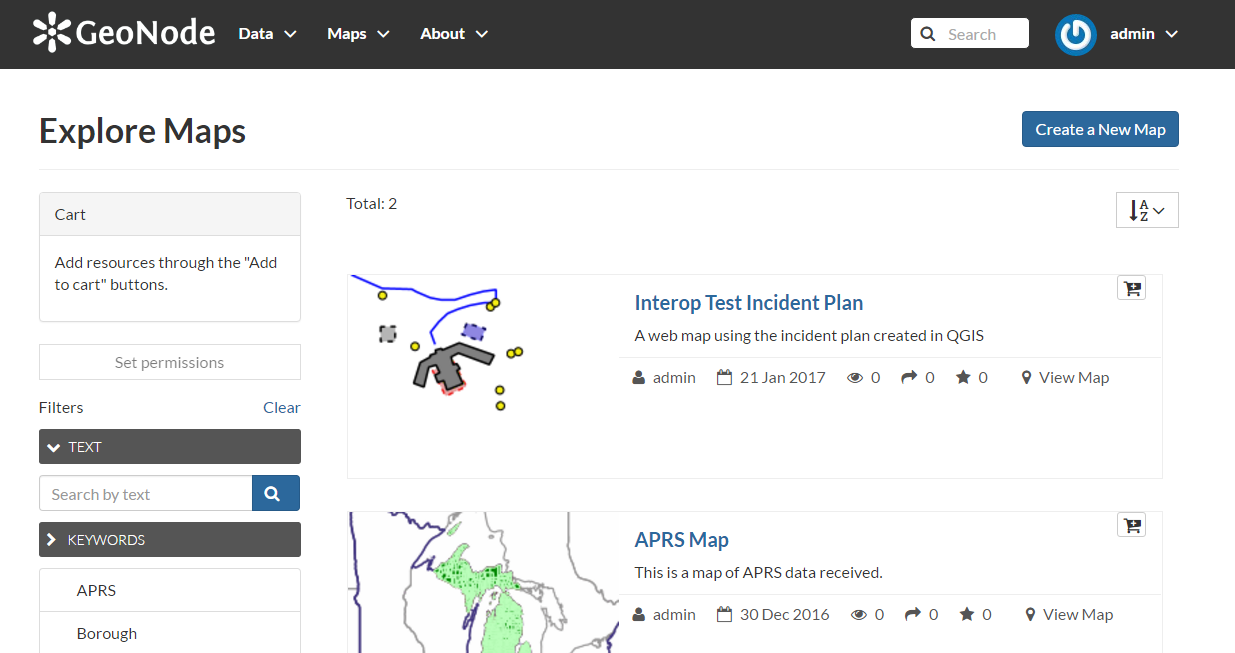 GeoNode Data Maps About Search admin
Explore Maps
Create a New Map
Cart
Add resources through the "Add
to cart" buttons.
Set permissions
Filters Clear
TEXT
Search by text
KEYWORDS
APRS
Borough
Total: 2
A
Z
Interop Test Incident Plan
A web map using the incident plan created in QGIS
admin 21 Jan 2017 0 0 0 View Map
APRS Map
This is a map of APRS data received.
admin 30 Dec 2016 0 0 0 View Map